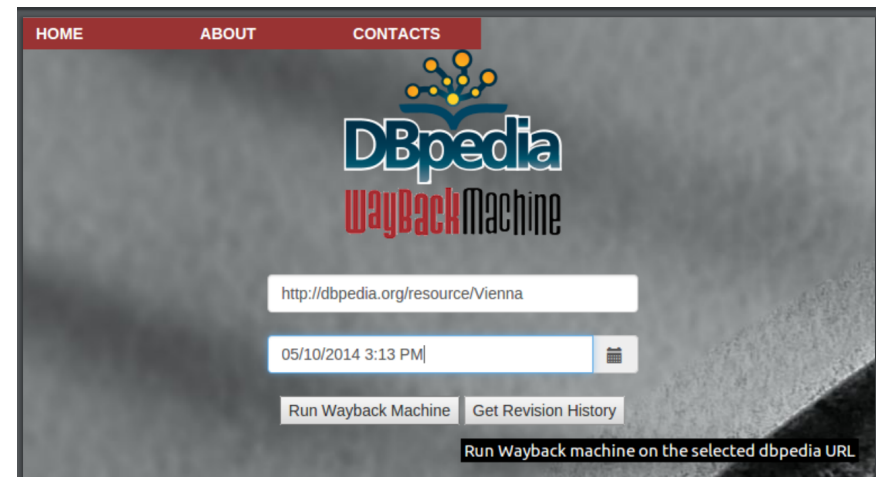 HOME ABOUT CONTACTS
DBpedia
WayBackMachine
http://dbpedia.org/resource/Vienna
05/10/2014 3:13 PM
Run Wayback Machine Get Revision History
Run Wayback machine on the selected dbpedia URL